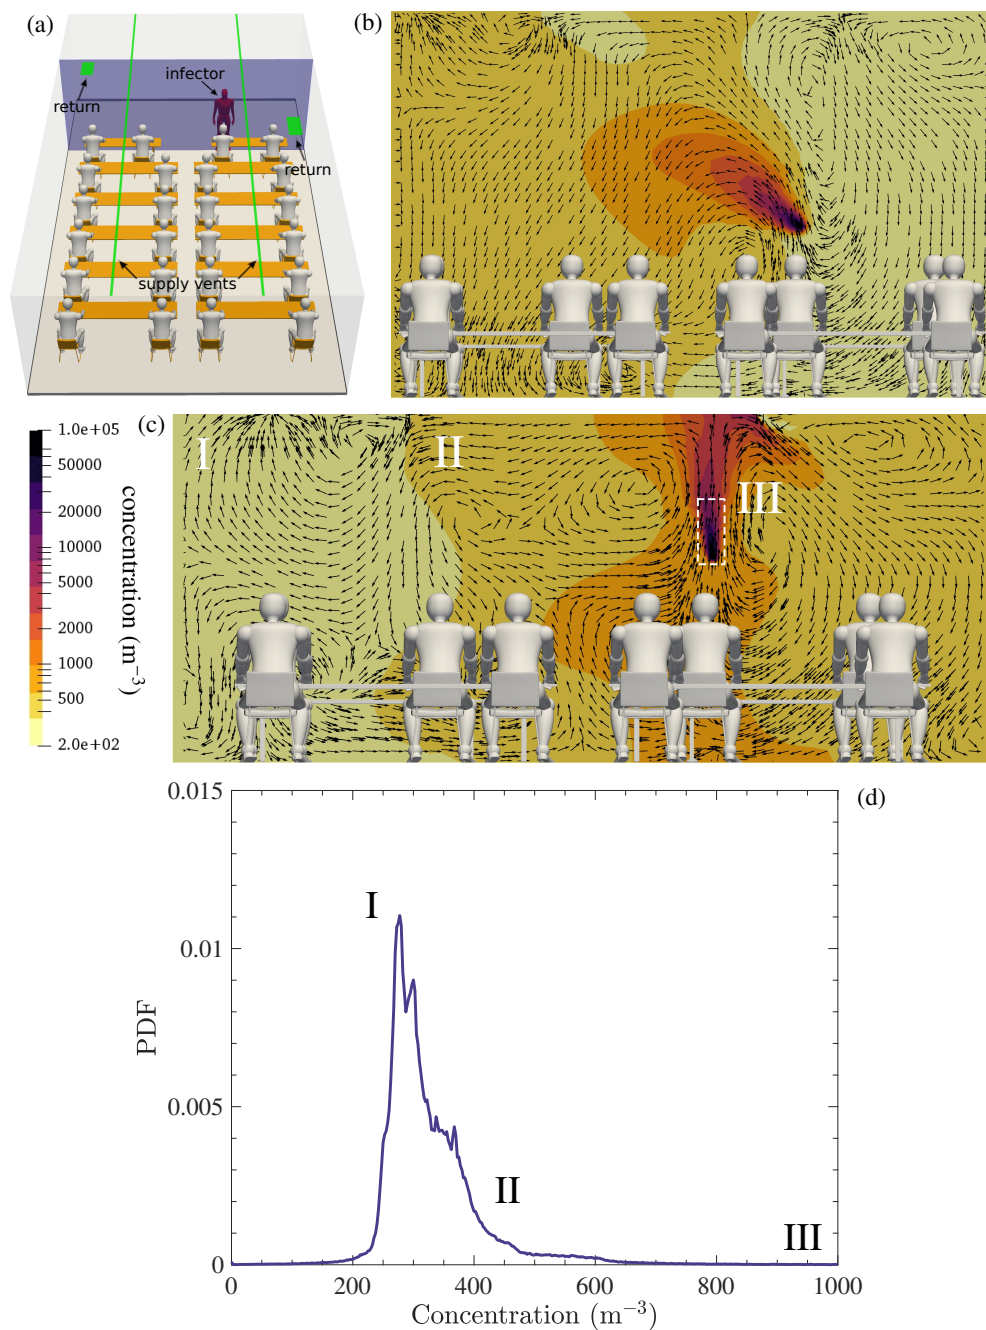 (a)
infector
return
return
supply vents
(b)
(c)
I
II
III
1.0e+05
50000
20000
10000
5000
2000
1000
500
2.0e+02
concentration (m⁻³)
(d)
0.015
0.01
0.005
0
PDF
I
II
III
0
200
400
600
800
1000
Concentration (m⁻³)